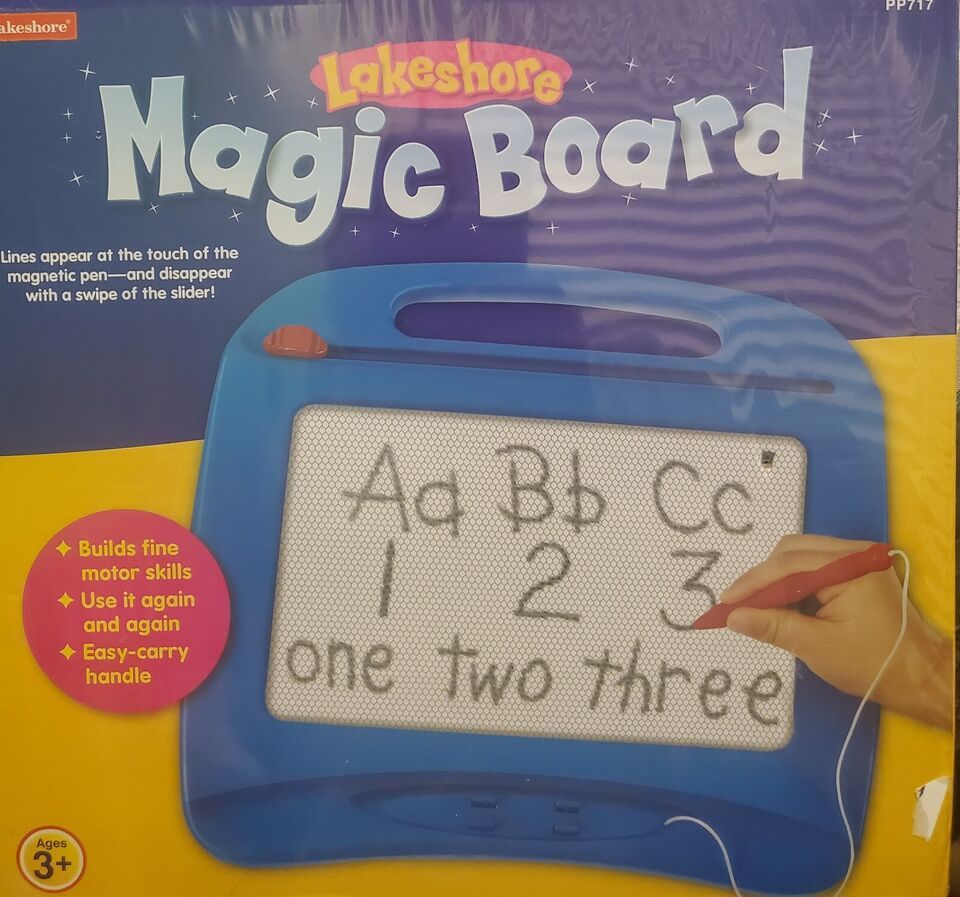 akeshore®
PP717
Lakeshore
Magic Board
Lines appear at the touch of the
magnetic pen—and disappear
with a swipe of the slider!
Aa Bb Cc
1 2 3
one two three
Builds fine
motor skills
Use it again
and again
Easy-carry
handle
Ages
3+